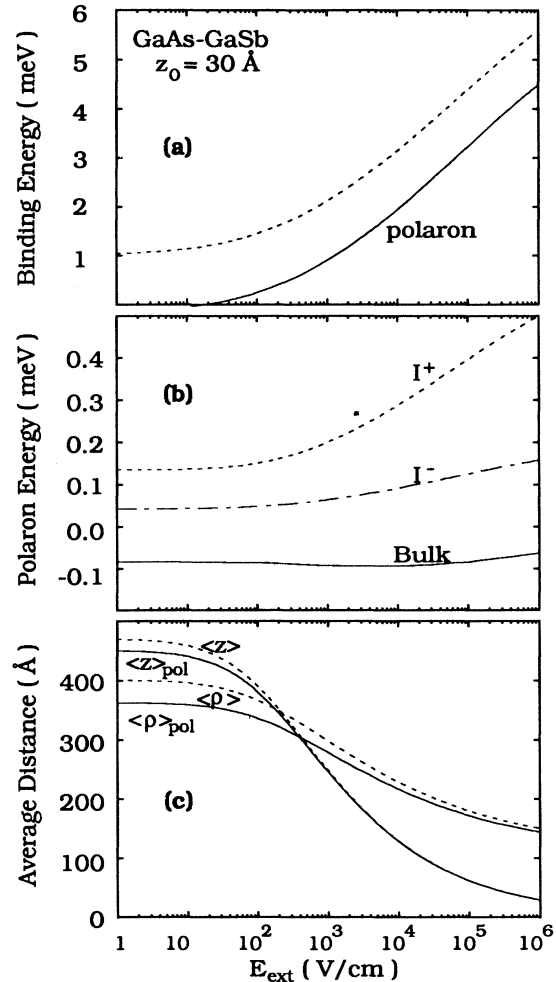 6
GaAs-GaSb
z₀ = 30 Å
5
4
(a)
3
2
polaron
1
Binding Energy ( meV )
0.4
I⁺
(b)
0.3
0.2
I⁻
0.1
0.0
Bulk
-0.1
Polaron Energy ( meV )
<z>
<z>pol
400
<ρ>
<ρ>pol
300
(c)
200
100
0
Average Distance ( Å )
1 10 10² 10³ 10⁴ 10⁵ 10⁶
E_ext ( V/cm )